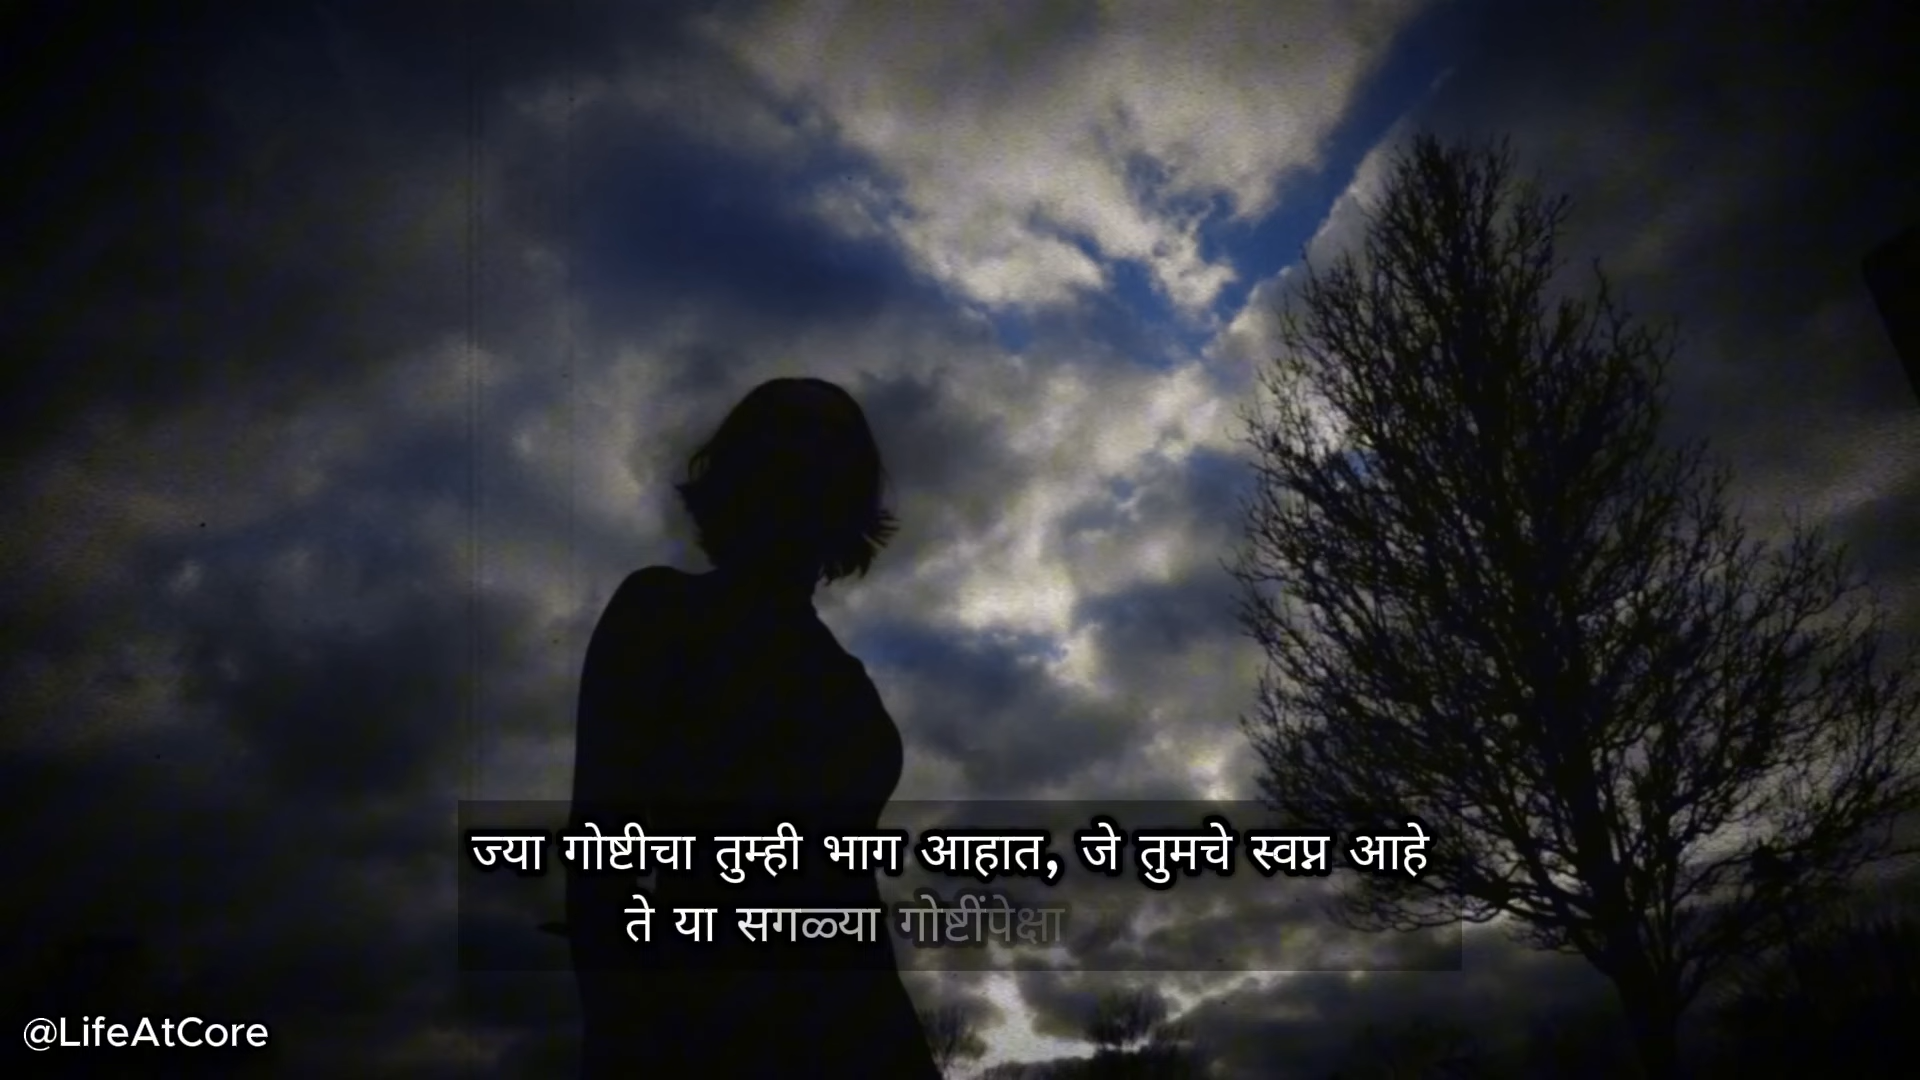 ज्या गोष्टीचा तुम्ही भाग आहात, जे तुमचे स्वप्न आहे
ते या सगळ्या गोष्टींपेक्षा
@LifeAtCore